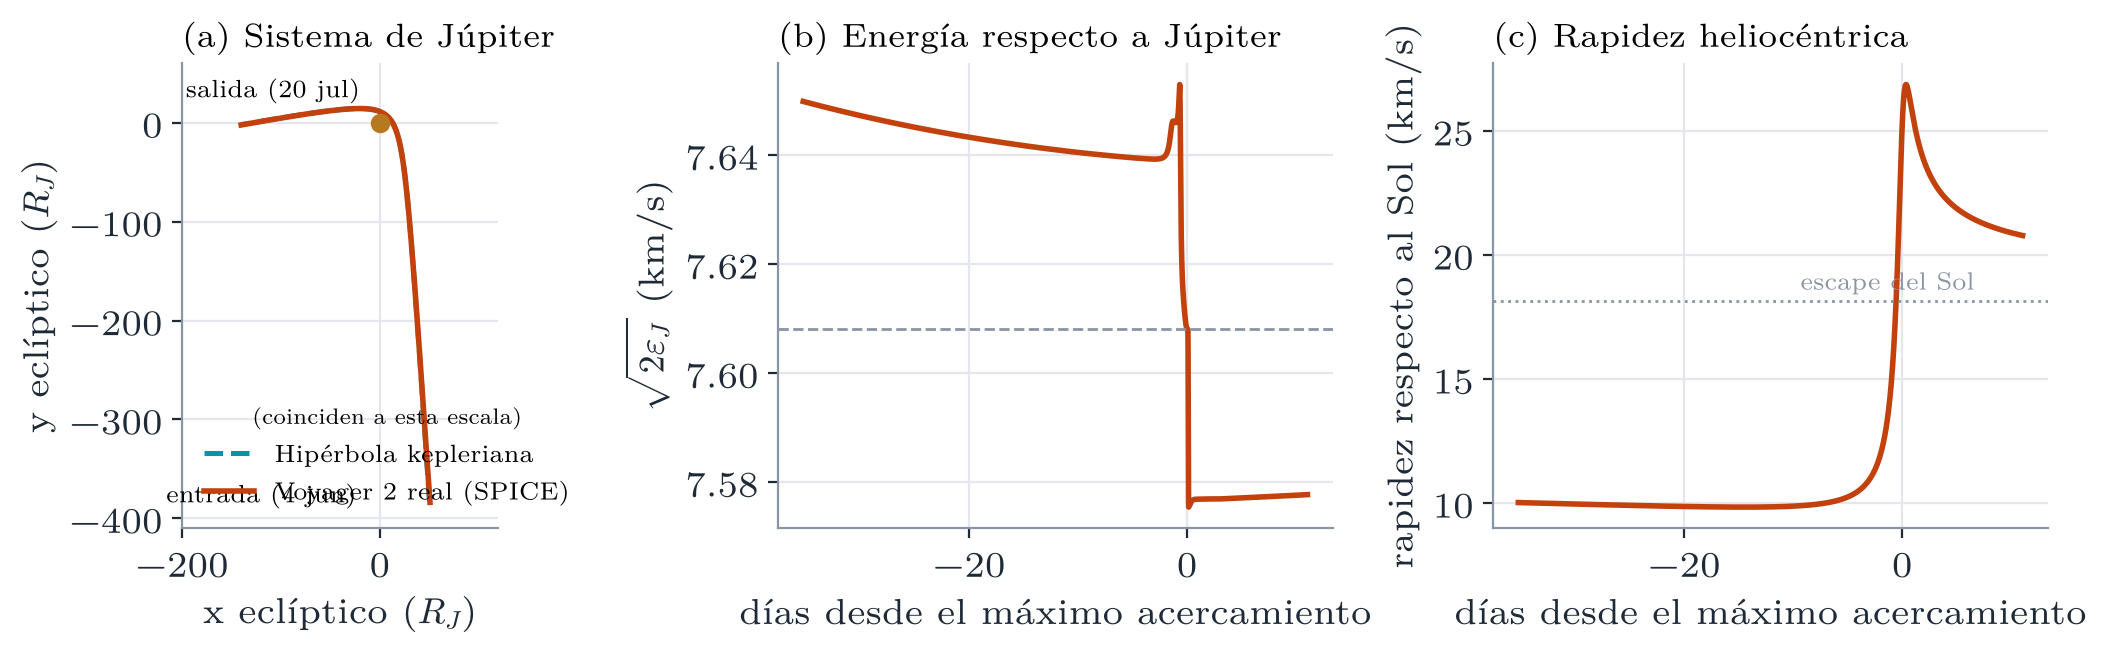 (a) Sistema de Júpiter
salida (20 jul)
0
−100
−200
−300
−400
y eclíptico (R_J)
(coinciden a esta escala)
Hipérbola kepleriana
Voyager 2 real (SPICE)
entrada (4 jun)
−200
0
x eclíptico (R_J)
(b) Energía respecto a Júpiter
7.64
7.62
7.60
7.58
√2ε_J (km/s)
−20
0
días desde el máximo acercamiento
(c) Rapidez heliocéntrica
25
20
15
10
rapidez respecto al Sol (km/s)
escape del Sol
−20
0
días desde el máximo acercamiento